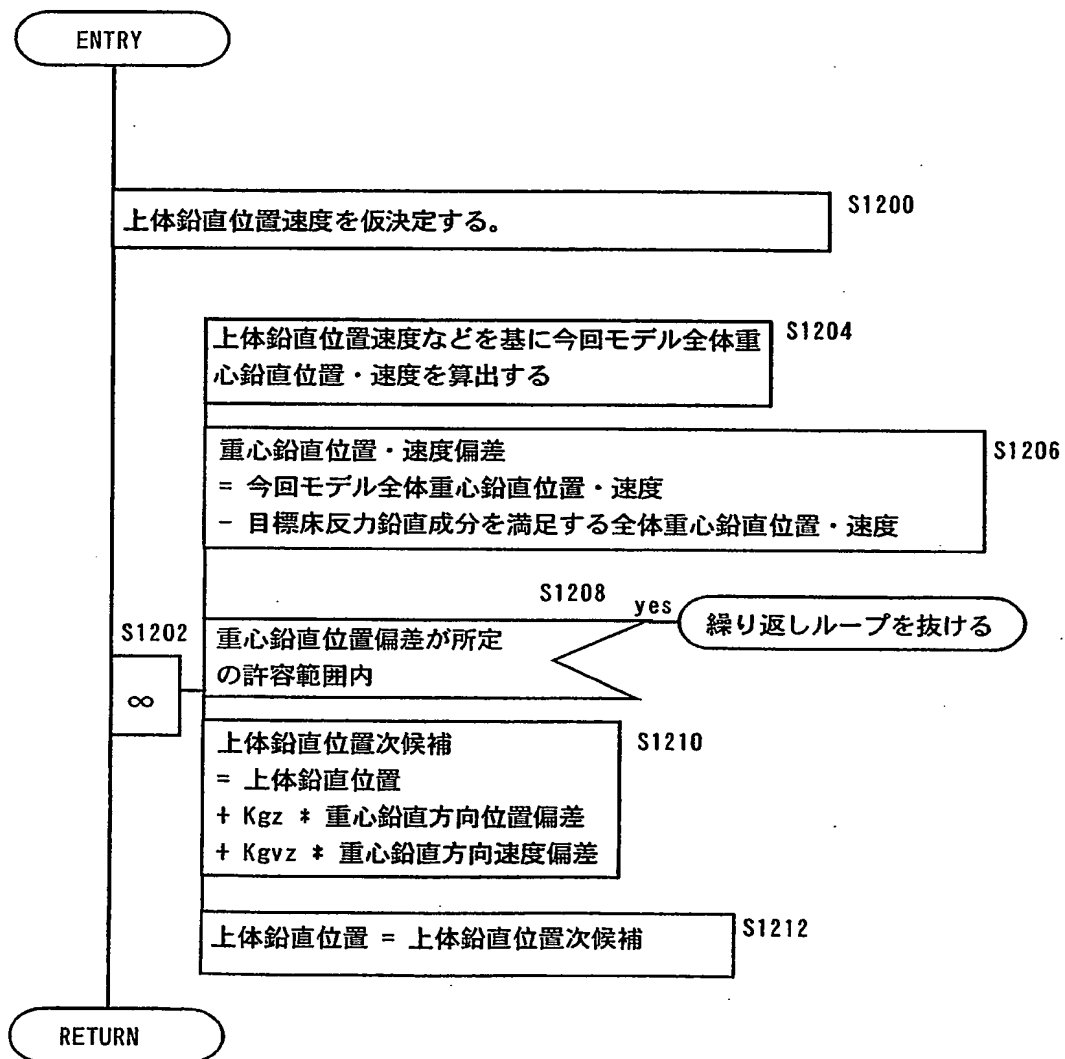 ENTRY
上体鉛直位置速度を仮決定する。
S1200
上体鉛直位置速度などを基に今回モデル全体重
心鉛直位置・速度を算出する
S1204
重心鉛直位置・速度偏差
= 今回モデル全体重心鉛直位置・速度
- 目標床反力鉛直成分を満足する全体重心鉛直位置・速度
S1206
S1202
∞
重心鉛直位置偏差が所定
の許容範囲内
S1208
yes
繰り返しループを抜ける
上体鉛直位置次候補
= 上体鉛直位置
+ Kgz * 重心鉛直方向位置偏差
+ Kgvz * 重心鉛直方向速度偏差
S1210
上体鉛直位置 = 上体鉛直位置次候補
S1212
RETURN